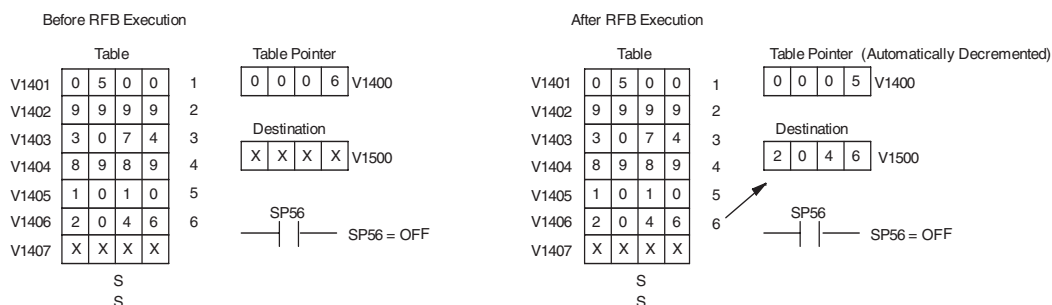 Before RFB Execution
Table
Table Pointer
V1401 0 5 0 0 1
0 0 0 6 V1400
V1402 9 9 9 9 2
V1403 3 0 7 4 3
Destination
X X X X V1500
V1404 8 9 8 9 4
V1405 1 0 1 0 5
V1406 2 0 4 6 6
SP56
SP56 = OFF
V1407 X X X X
S
S
After RFB Execution
Table
Table Pointer (Automatically Decremented)
V1401 0 5 0 0 1
0 0 0 5 V1400
V1402 9 9 9 9 2
V1403 3 0 7 4 3
Destination
2 0 4 6 V1500
V1404 8 9 8 9 4
V1405 1 0 1 0 5
V1406 2 0 4 6 6
SP56
SP56 = OFF
V1407 X X X X
S
S